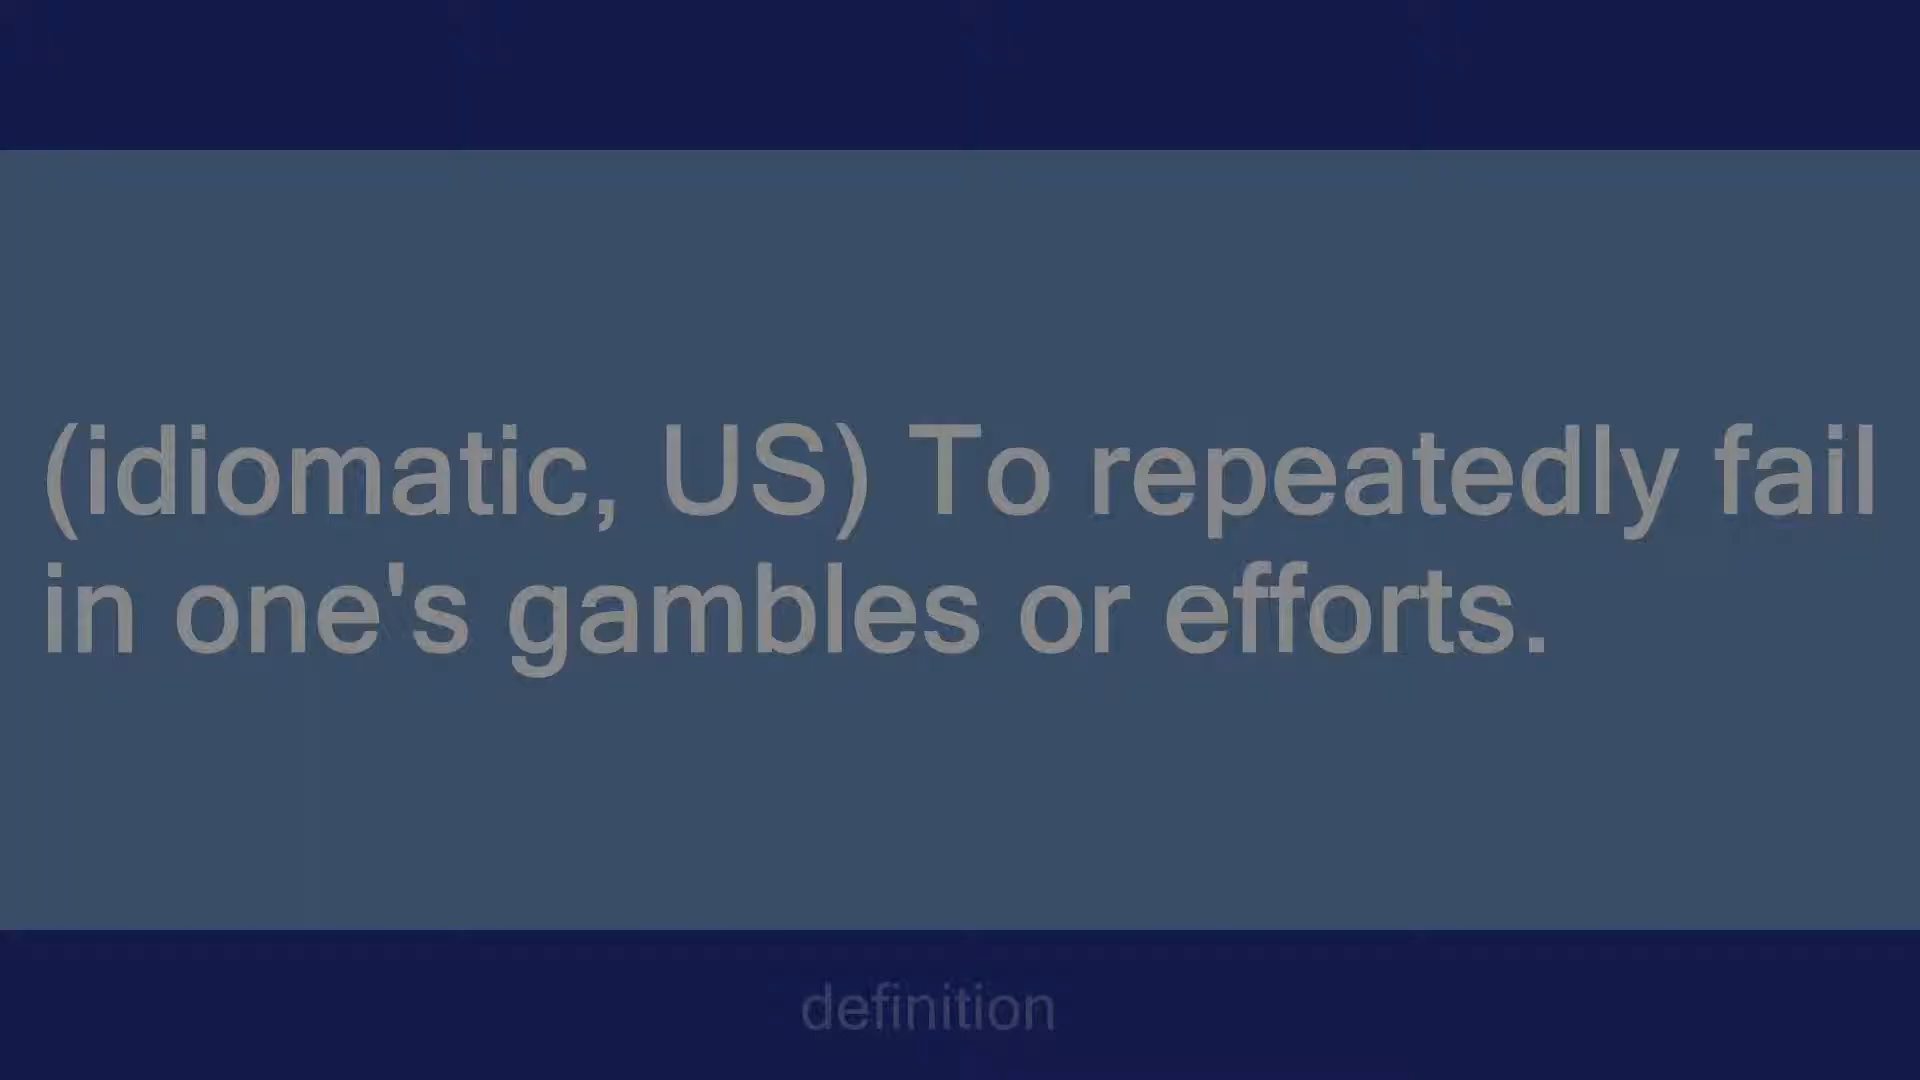 (idiomatic, US) To repeatedly fail
in one's gambles or efforts.
definition